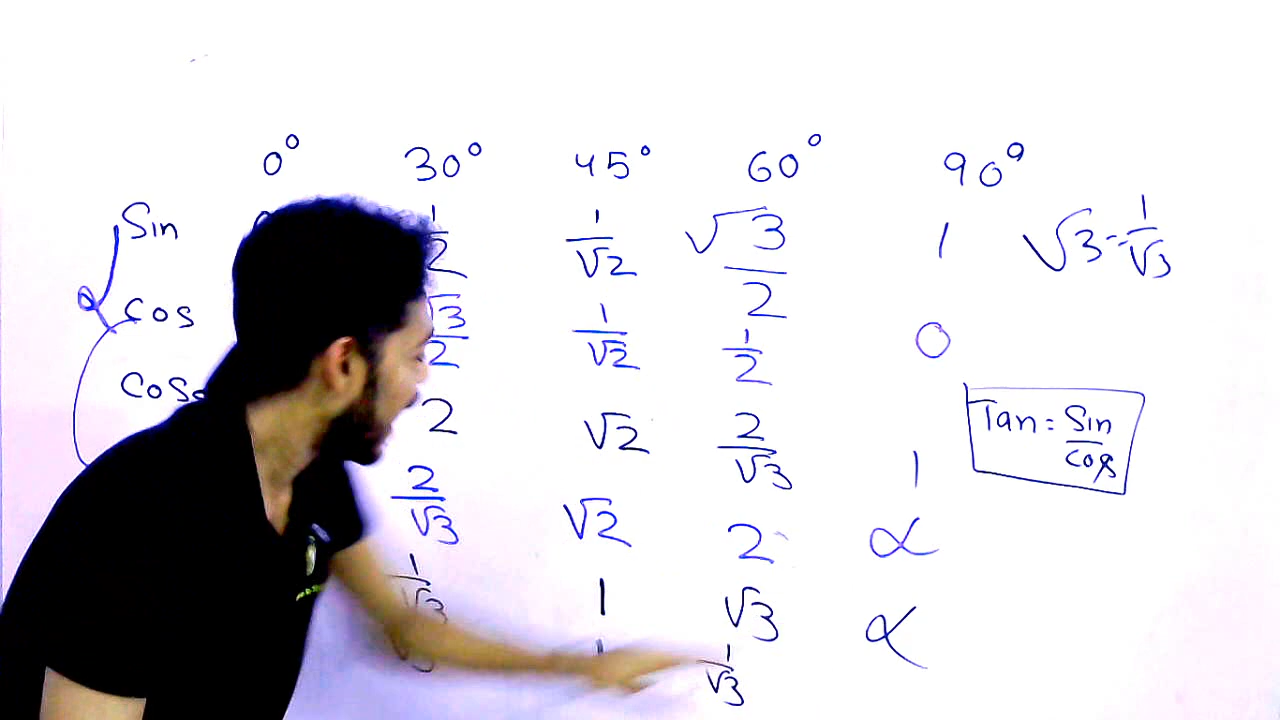 0° 30° 45° 60° 90°
Sin 1/2 1/√2 √3/2 1 √3 = 1/√3
cos √3/2 1/√2 1/2 0
2 √2 2/√3 1
Tan = Sin/cos
2/√3 √2 2 ∝
1/√3 1 √3 ∝
1/√3